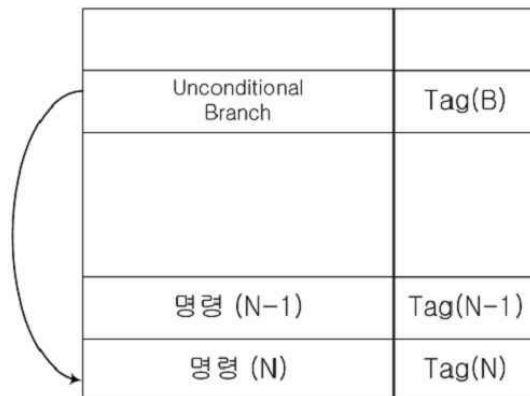 Unconditional
Branch
Tag(B)
명령 (N-1)
Tag(N-1)
명령 (N)
Tag(N)